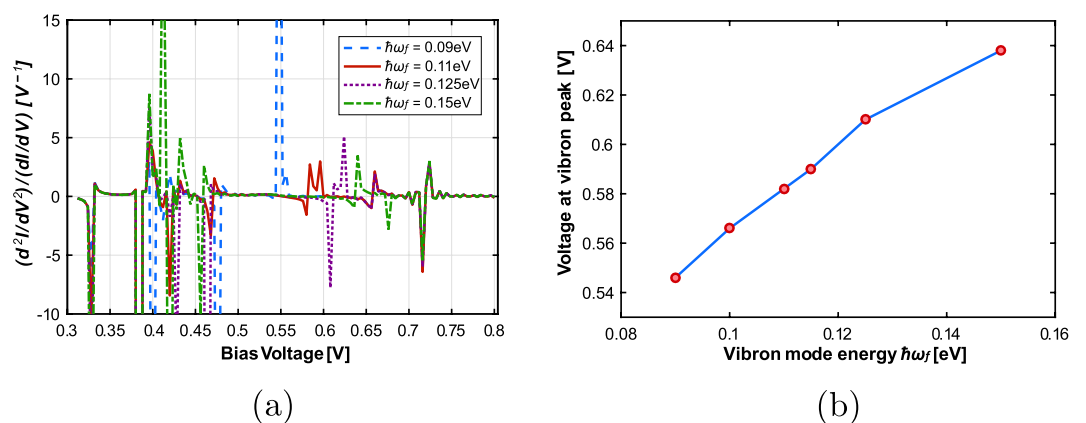 15
10
5
0
-5
-10
0.3 0.35 0.4 0.45 0.5 0.55 0.6 0.65 0.7 0.75 0.8
Bias Voltage [V]
(d²I/dV²)/(dI/dV) [V⁻¹]
ħω_f = 0.09eV
ħω_f = 0.11eV
ħω_f = 0.125eV
ħω_f = 0.15eV
(a)
0.64
0.62
0.6
0.58
0.56
0.54
0.08 0.1 0.12 0.14 0.16
Vibron mode energy ħω_f [eV]
Voltage at vibron peak [V]
(b)